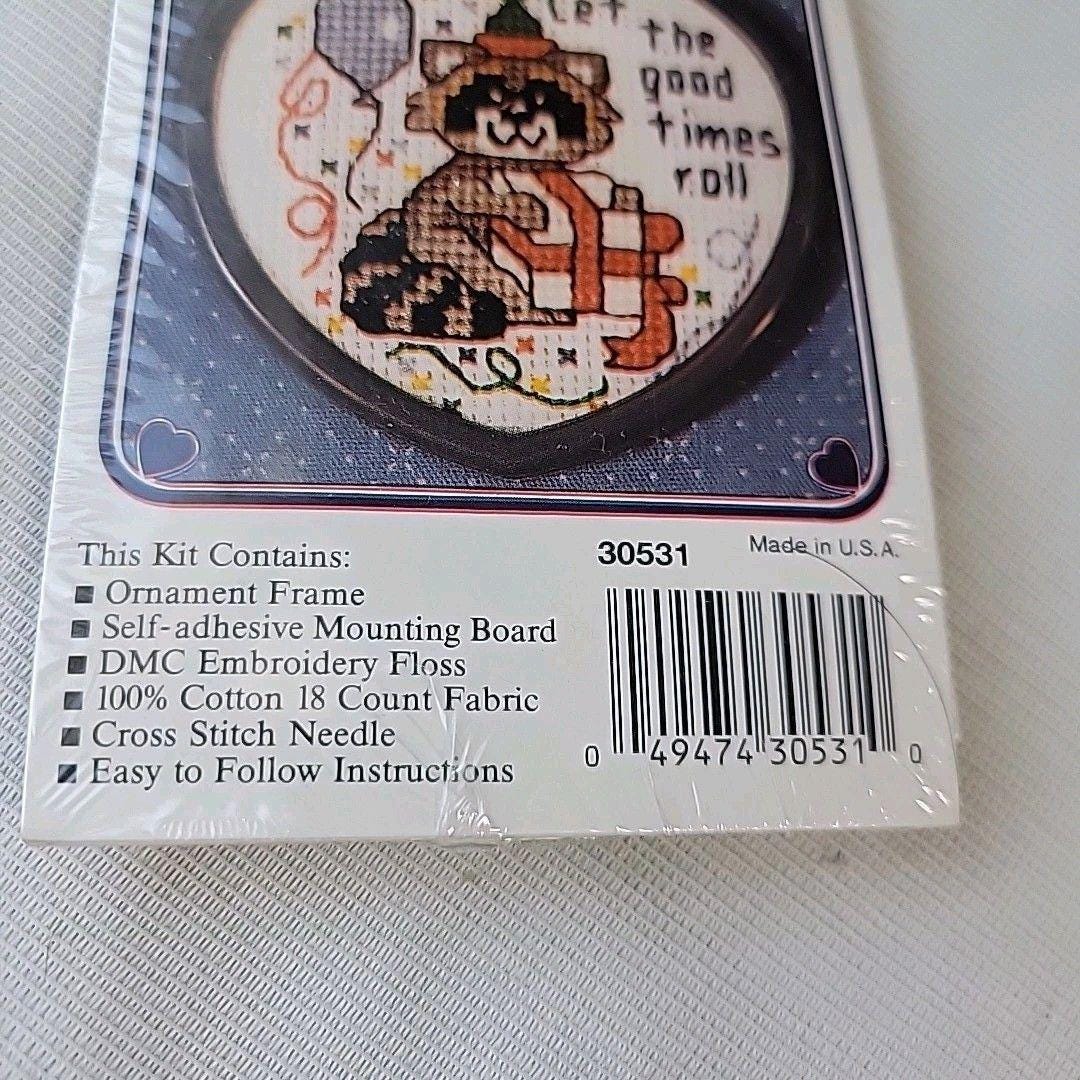 Let
the
good
times
roll
This Kit Contains:
Ornament Frame
Self-adhesive Mounting Board
DMC Embroidery Floss
100% Cotton 18 Count Fabric
Cross Stitch Needle
Easy to Follow Instructions
30531
Made in U.S.A.
0 49474 30531 0